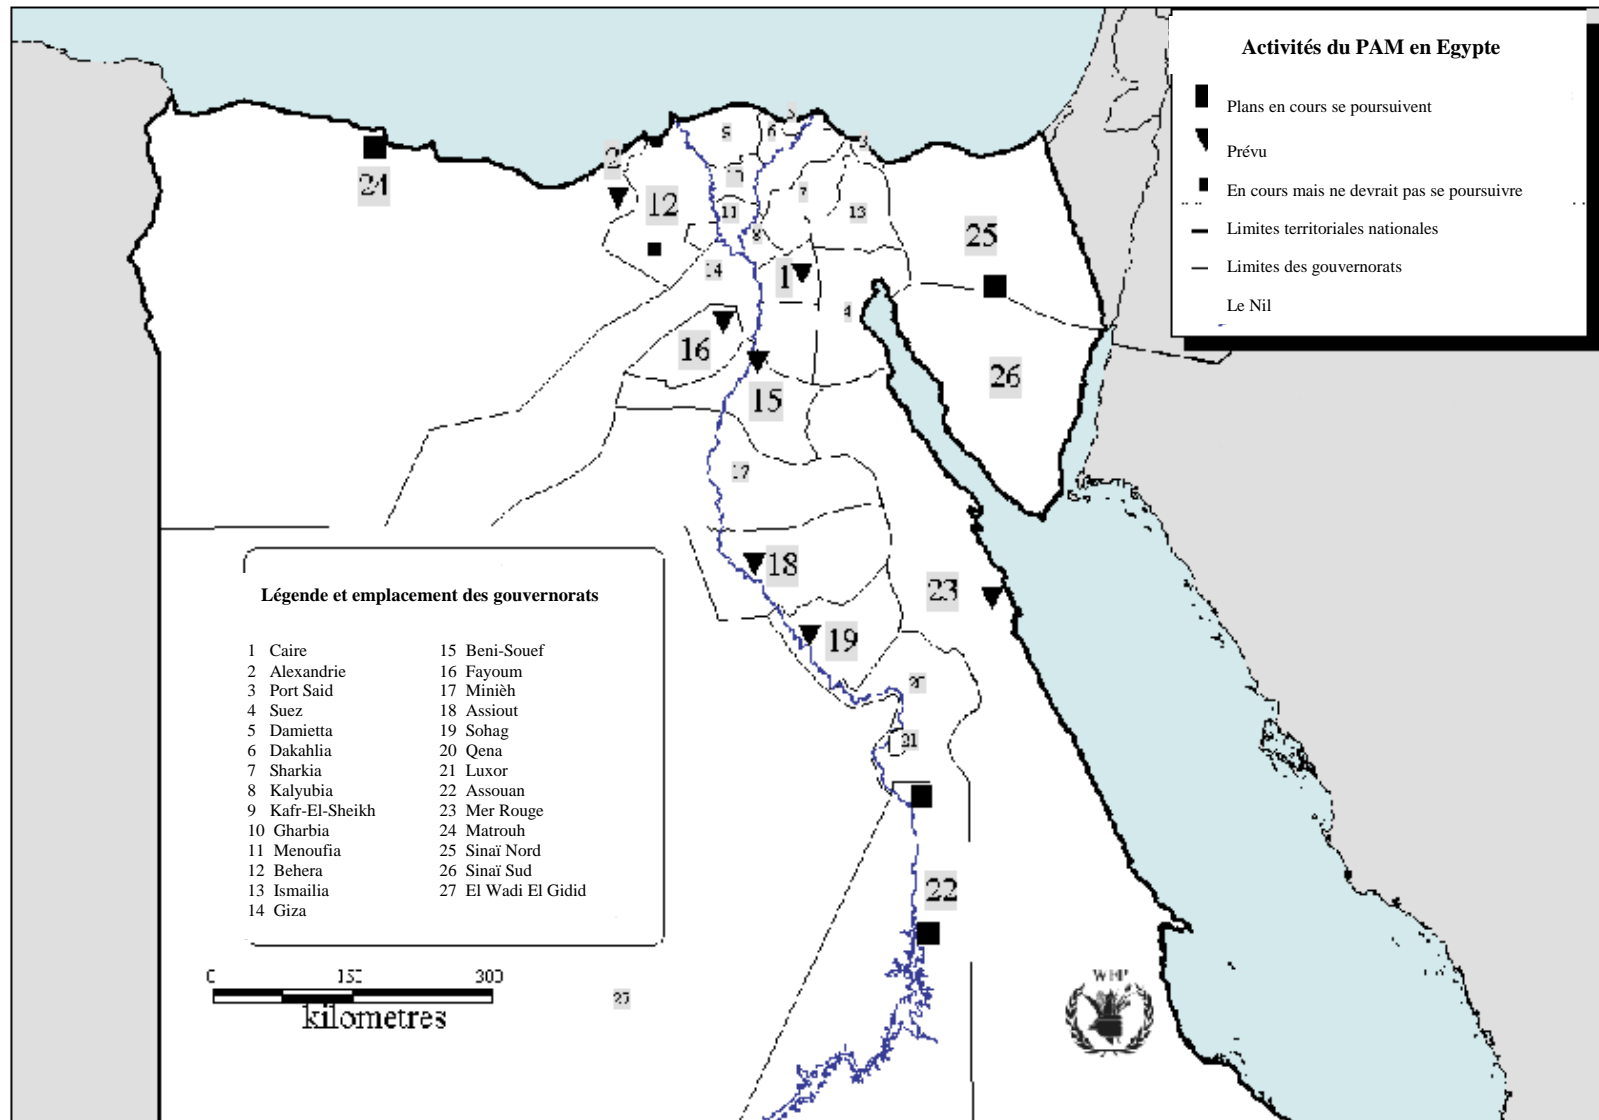 Activités du PAM en Egypte
Plans en cours se poursuivent
Prévu
En cours mais ne devrait pas se poursuivre
Limites territoriales nationales
Limites des gouvernorats
Le Nil
5
9
6
3
2
24
10
7
12
11
13
8
25
14
1
4
16
26
15
17
18
23
19
20
21
22
Légende et emplacement des gouvernorats
1 Caire
2 Alexandrie
3 Port Said
4 Suez
5 Damietta
6 Dakahlia
7 Sharkia
8 Kalyubia
9 Kafr-El-Sheikh
10 Gharbia
11 Menoufia
12 Behera
13 Ismailia
14 Giza
15 Beni-Souef
16 Fayoum
17 Minièh
18 Assiout
19 Sohag
20 Qena
21 Luxor
22 Assouan
23 Mer Rouge
24 Matrouh
25 Sinaï Nord
26 Sinaï Sud
27 El Wadi El Gidid
0 150 300
kilometres
27
WFP